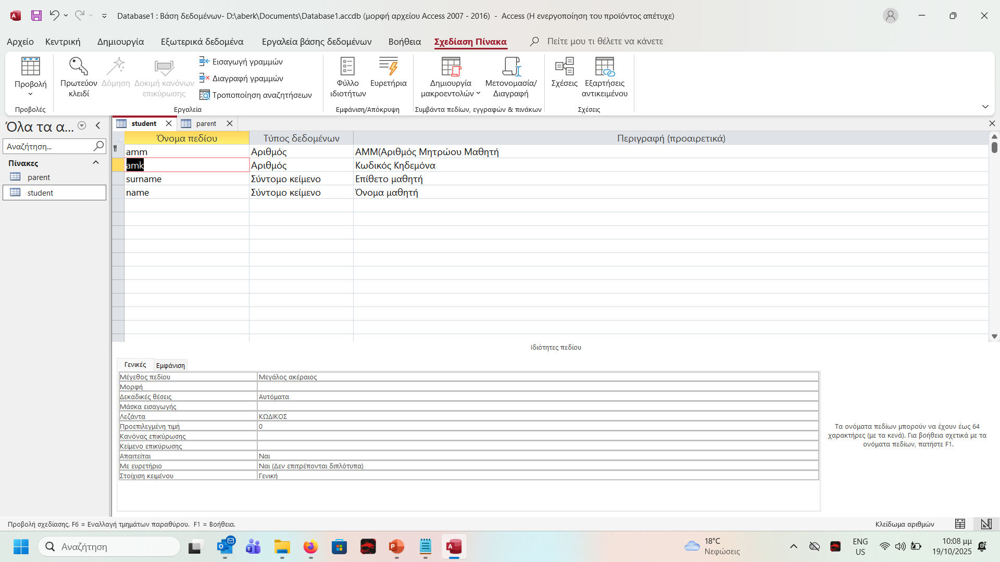 Database1 : Βάση δεδομένων- D:\aberk\Documents\Database1.accdb (μορφή αρχείου Access 2007 - 2016)  -  Access (Η ενεργοποίηση του προϊόντος απέτυχε)
Αρχείο Κεντρική Δημιουργία Εξωτερικά δεδομένα Εργαλεία βάσης δεδομένων Βοήθεια Σχεδίαση Πίνακα Πείτε μου τι θέλετε να κάνετε
Προβολή
Πρωτεύον κλειδί
Δόμηση
Δοκιμή κανόνων επικύρωσης
Εισαγωγή γραμμών
Διαγραφή γραμμών
Τροποποίηση αναζητήσεων
Φύλλο ιδιοτήτων
Ευρετήρια
Δημιουργία μακροεντολών
Μετονομασία/ Διαγραφή
Σχέσεις
Εξαρτήσεις αντικειμένου
Προβολές Εργαλεία Εμφάνιση/Απόκρυψη Συμβάντα πεδίων, εγγραφών & πινάκων Σχέσεις
Όλα τα α...
Αναζήτηση...
Πίνακες
parent
student
student parent
Όνομα πεδίου Τύπος δεδομένων Περιγραφή (προαιρετικά)
amm Αριθμός ΑΜΜ(Αριθμός Μητρώου Μαθητή
amk Αριθμός Κωδικός Κηδεμόνα
surname Σύντομο κείμενο Επίθετο μαθητή
name Σύντομο κείμενο Όνομα μαθητή
Ιδιότητες πεδίου
Γενικές Εμφάνιση
Μέγεθος πεδίου Μεγάλος ακέραιος
Μορφή
Δεκαδικές θέσεις Αυτόματα
Μάσκα εισαγωγής
Λεζάντα ΚΩΔΙΚΟΣ
Προεπιλεγμένη τιμή 0
Κανόνας επικύρωσης
Κείμενο επικύρωσης
Απαιτείται Ναι
Με ευρετήριο Ναι (Δεν επιτρέπονται διπλότυπα)
Στοίχιση κειμένου Γενική
Τα ονόματα πεδίων μπορούν να έχουν έως 64
χαρακτήρες (με τα κενά). Για βοήθεια σχετικά με τα
ονόματα πεδίων, πατήστε F1.
Προβολή σχεδίασης. F6 = Εναλλαγή τμημάτων παραθύρου.  F1 = Βοήθεια. Κλείδωμα αριθμών
Αναζήτηση
18°C
Νεφώσεις
ENG
US
10:08 μμ
19/10/2025